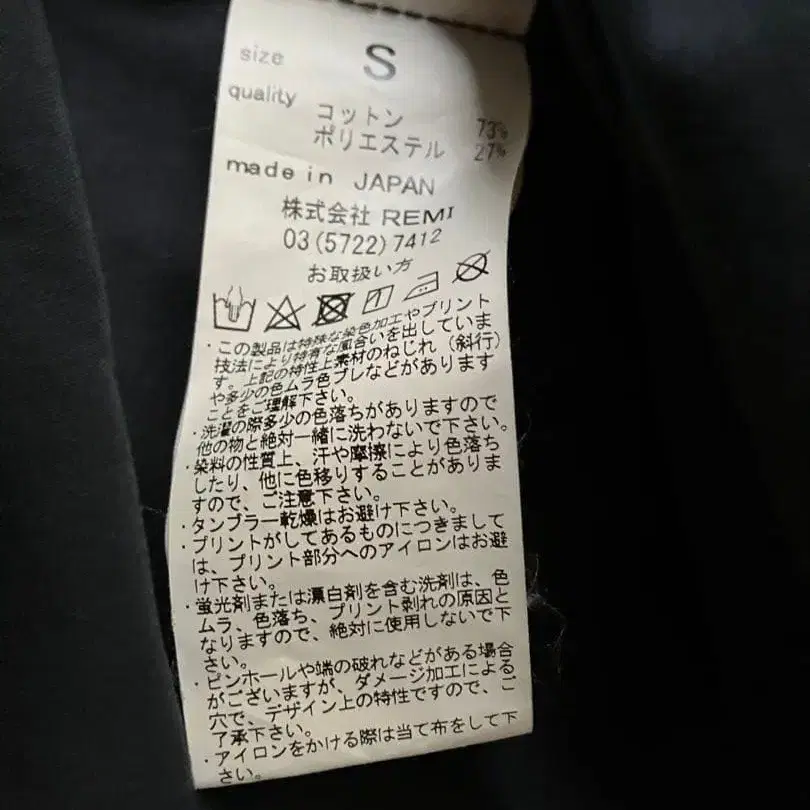 size S
quality コットン 73%
ポリエステル 27%
made in JAPAN
株式会社 REMI
03(5722)7412
お取扱い方
・この製品は特殊な染色加工やプリント
技法により特有な風合いを出していま
す。上記の特性上素材のねじれ（斜行）
や多少の色ムラ色ブレなどがあります
ことをご理解下さい。
・洗濯の際多少の色落ちがありますので
他の物と絶対一緒に洗わないで下さい。
・染料の性質上、汗や摩擦により色落ち
したり、他に色移りすることがありま
すので、ご注意下さい。
・タンブラー乾燥はお避け下さい。
・プリントがしてあるものにつきまして
は、プリント部分へのアイロンはお避
け下さい。
・蛍光剤または漂白剤を含む洗剤は、色
ムラ、色落ち、プリント剥れの原因と
なりますので、絶対に使用しないで下
さい。
・ピンホールや端の破れなどがある場合
がございますが、ダメージ加工による
穴で、デザイン上の特性ですので、ご
了承下さい。
・アイロンをかける際は当て布をして下
さい。